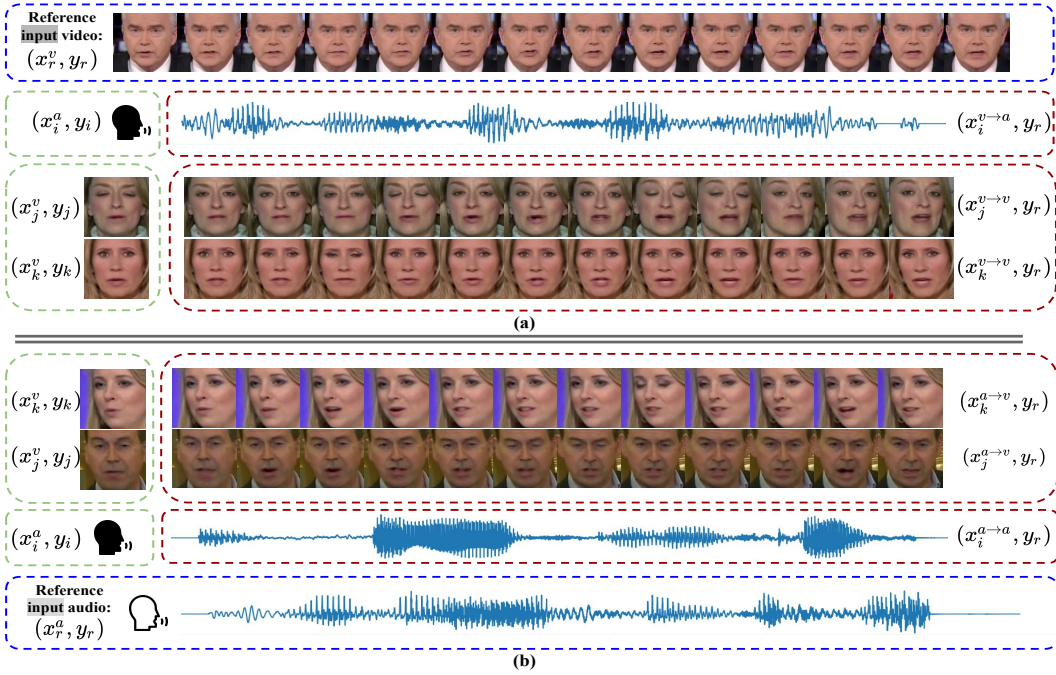 Reference
input video:
(x_r^v, y_r)
(x_i^a, y_i)
(x_i^{v→a}, y_r)
(x_j^v, y_j)
(x_j^{v→v}, y_r)
(x_k^v, y_k)
(x_k^{v→v}, y_r)
(a)
(x_k^v, y_k)
(x_k^{a→v}, y_r)
(x_j^v, y_j)
(x_j^{a→v}, y_r)
(x_i^a, y_i)
(x_i^{a→a}, y_r)
Reference
input audio:
(x_r^a, y_r)
(b)